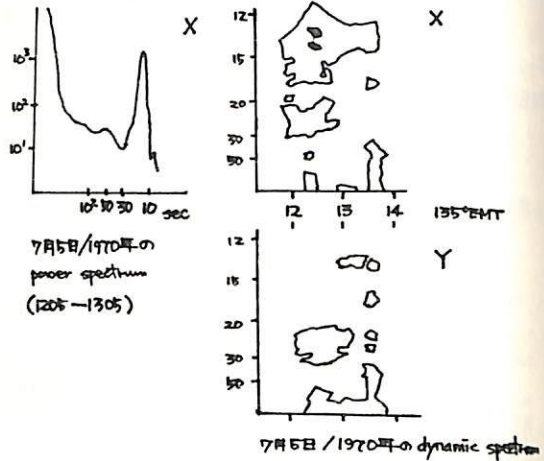 X
10³
10²
10¹
10² 50 30 10 sec
7月5日/1970年の
power spectrum
(1205—1305)
X
12
15
20
30
50
12 13 14 135°EMT
Y
12
15
20
30
50
7月5日/1970年の dynamic spectrum